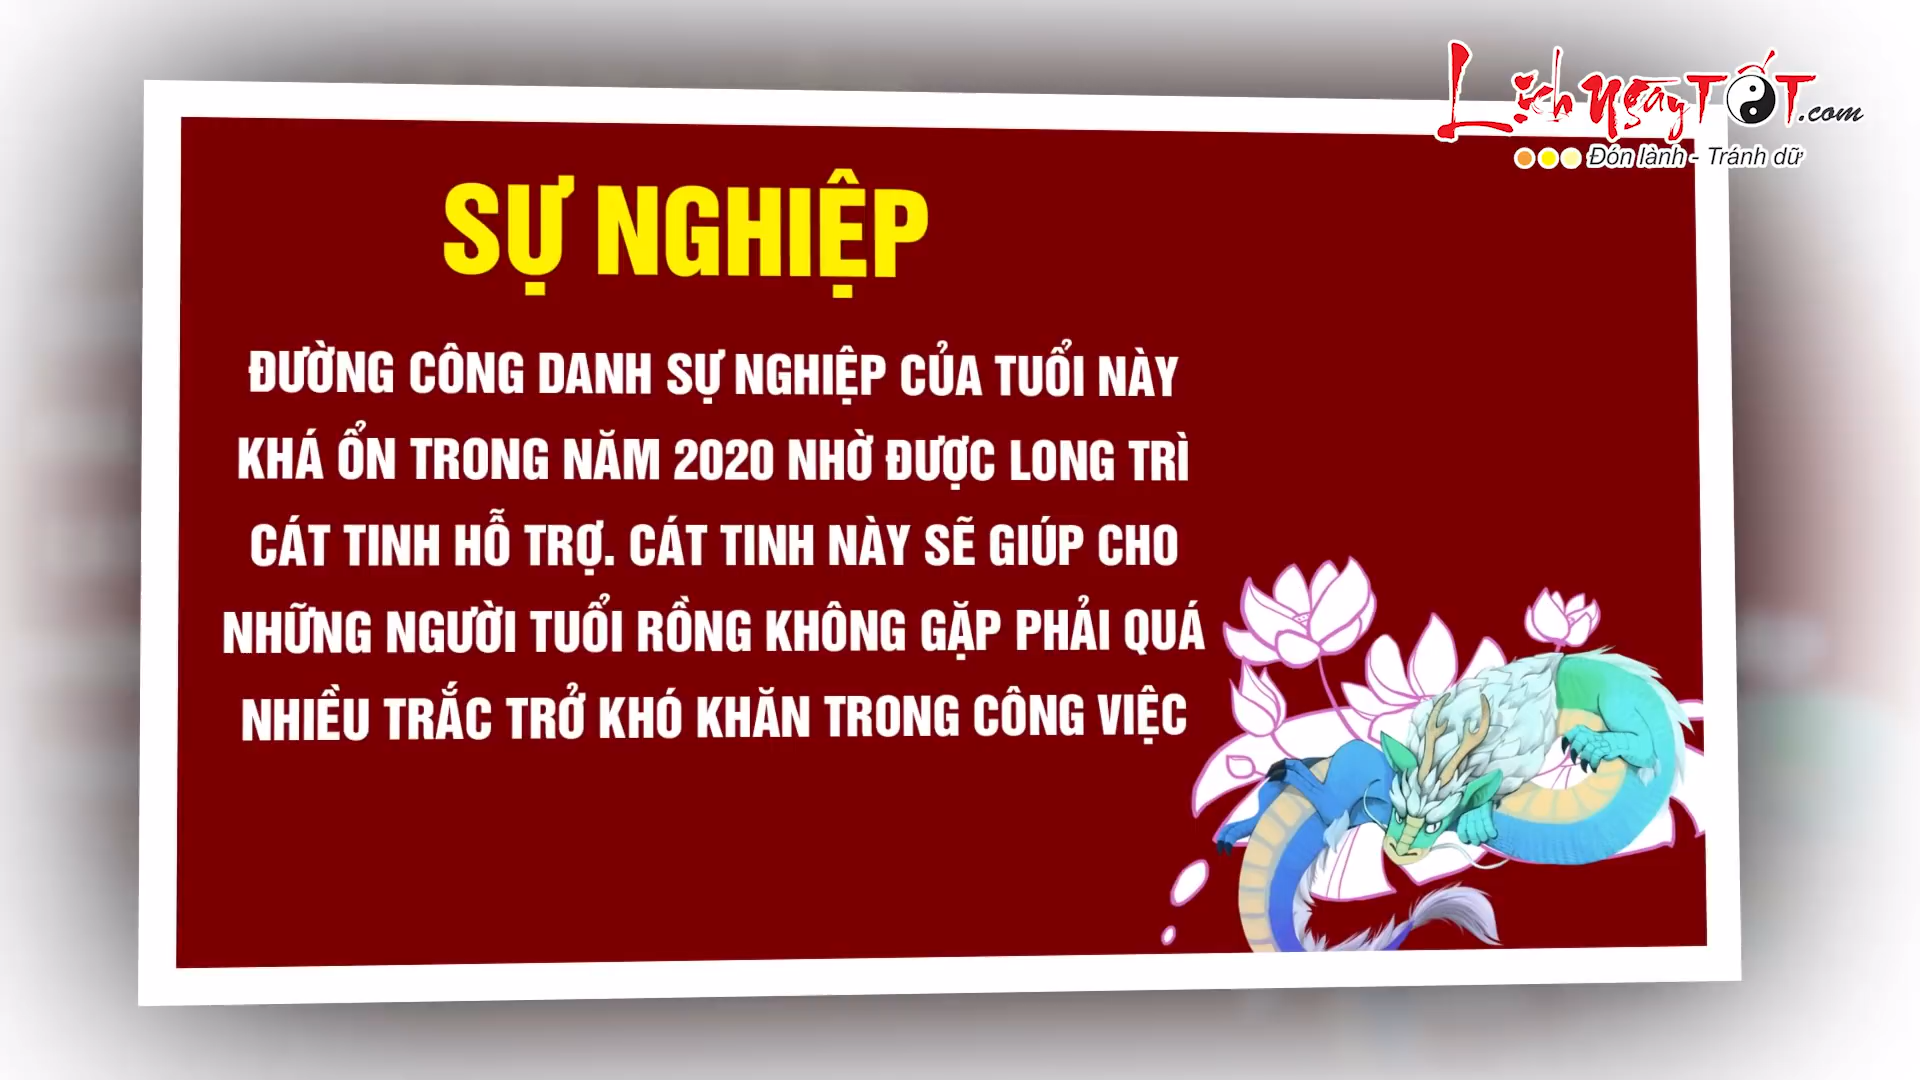 Lịch Ngày TỐT.com
Đón lành - Tránh dữ
SỰ NGHIỆP
ĐƯỜNG CÔNG DANH SỰ NGHIỆP CỦA TUỔI NÀY
KHÁ ỔN TRONG NĂM 2020 NHỜ ĐƯỢC LONG TRÌ
CÁT TINH HỖ TRỢ. CÁT TINH NÀY SẼ GIÚP CHO
NHỮNG NGƯỜI TUỔI RỒNG KHÔNG GẶP PHẢI QUÁ
NHIỀU TRẮC TRỞ KHÓ KHĂN TRONG CÔNG VIỆC